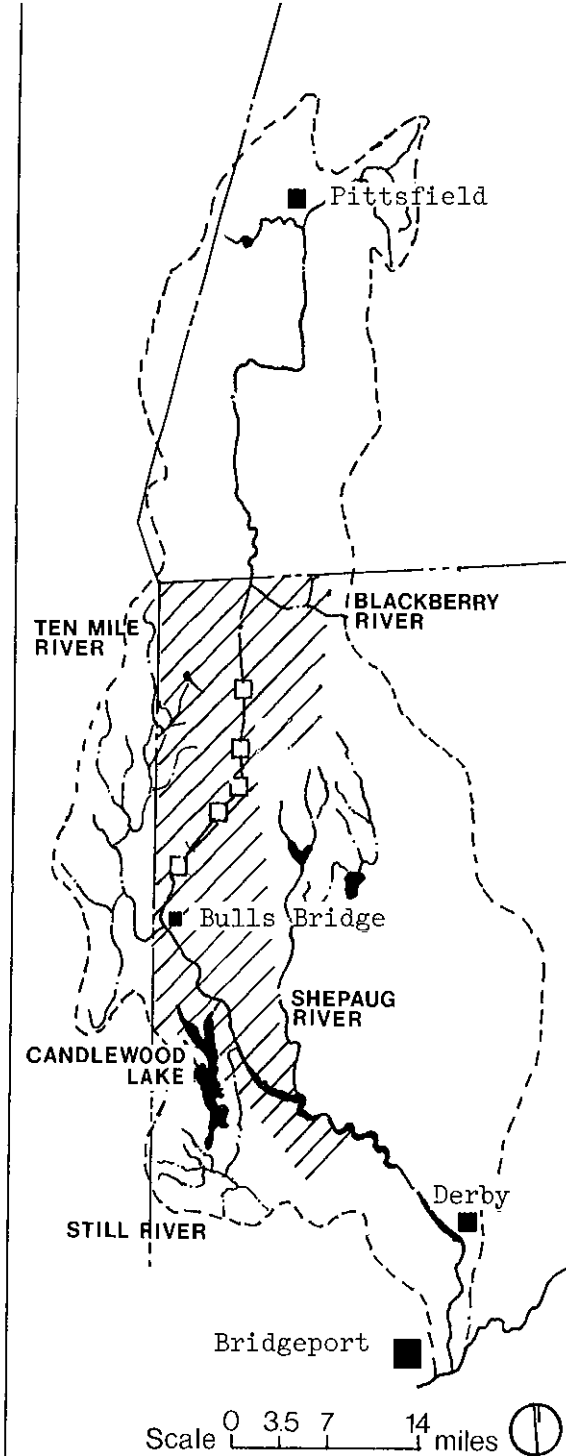 Pittsfield
BLACKBERRY
RIVER
TEN MILE
RIVER
Bulls Bridge
SHEPAUG
RIVER
CANDLEWOOD
LAKE
Derby
STILL RIVER
Bridgeport
Scale 0 3.5 7 14 miles